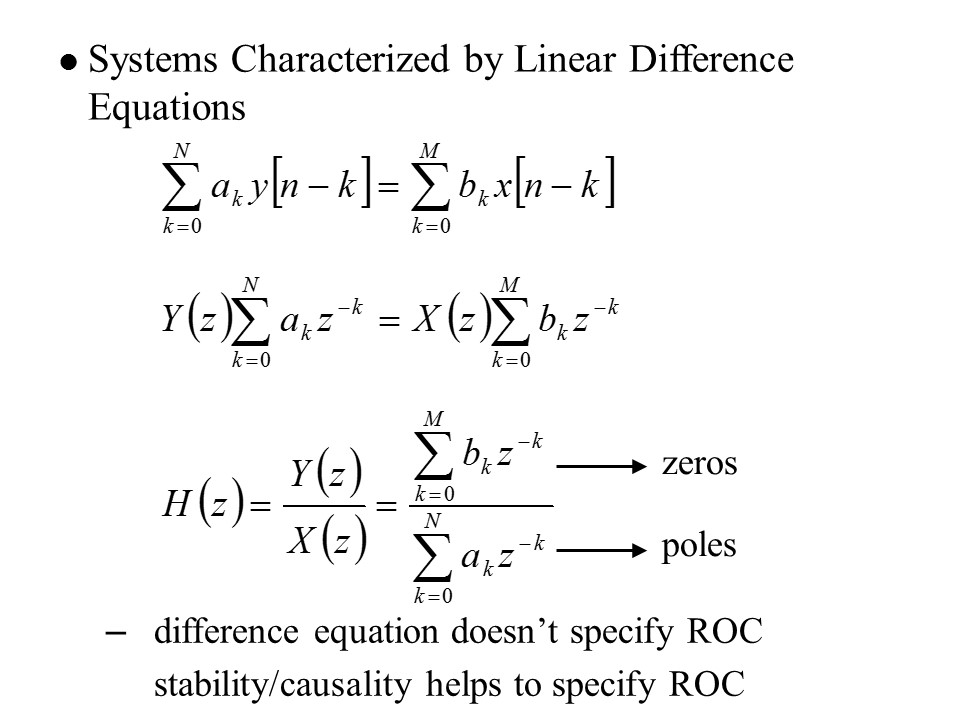 ● Systems Characterized by Linear Difference
Equations
$\sum_{k=0}^{N} a_k y[n-k] = \sum_{k=0}^{M} b_k x[n-k]$
$Y(z)\sum_{k=0}^{N} a_k z^{-k} = X(z)\sum_{k=0}^{M} b_k z^{-k}$
$H(z) = \frac{Y(z)}{X(z)} = \frac{\sum_{k=0}^{M} b_k z^{-k}}{\sum_{k=0}^{N} a_k z^{-k}}$
zeros
poles
– difference equation doesn’t specify ROC
stability/causality helps to specify ROC